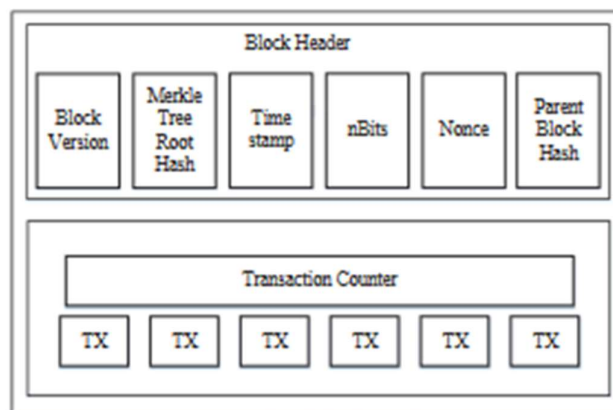 Block Header
Block
Version
Merkle
Tree
Root
Hash
Time
stamp
nBits
Nonce
Parent
Block
Hash
Transaction Counter
TX TX TX TX TX TX